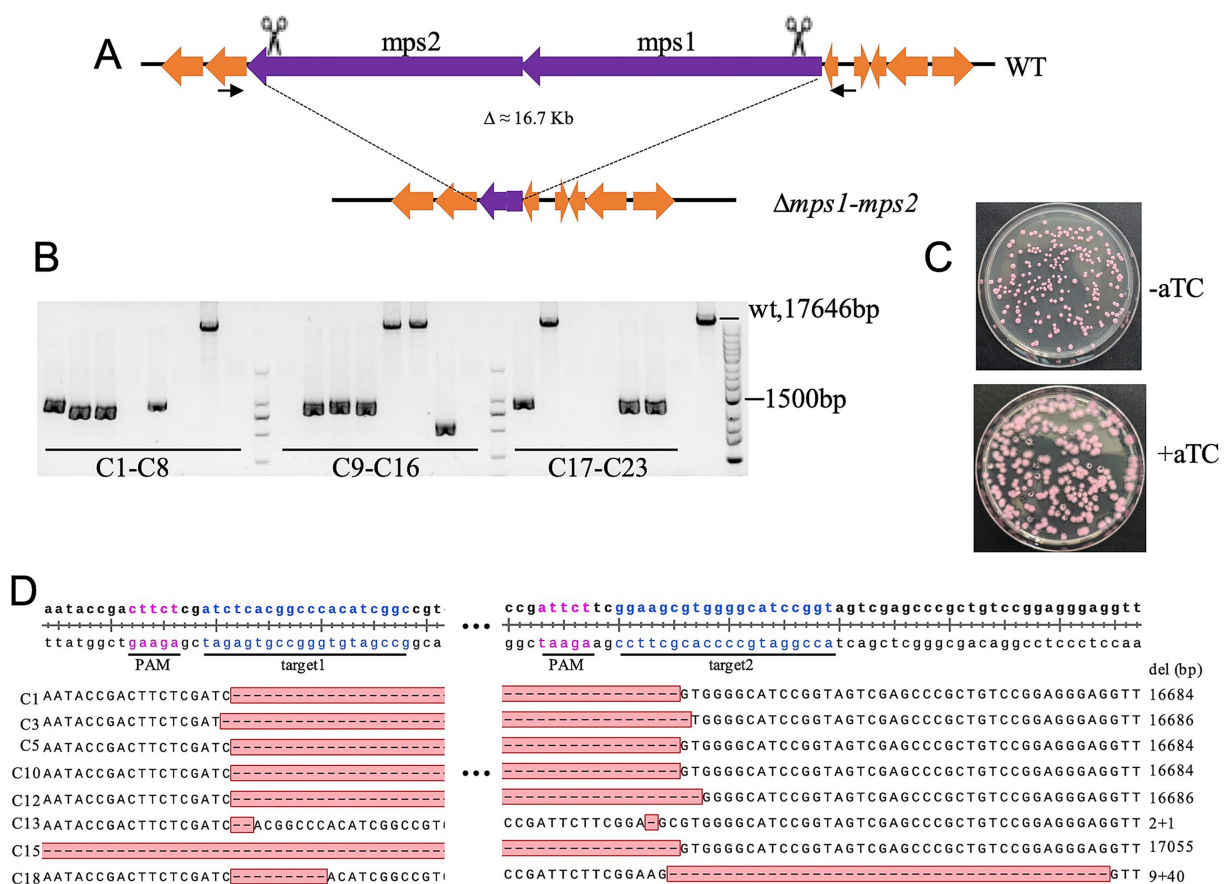 A
mps2
mps1
WT
Δ ≈ 16.7 Kb
Δmps1-mps2
B
C
wt,17646bp
1500bp
C1-C8
C9-C16
C17-C23
-aTC
+aTC
D
aataccgacttctcgatctcacggcccacatcggccgt ccgattcttcggaagcgtggggcatccggtagtcgagcccgctgtccggagggaggtt
...
ttatggctgaagagctagagtgccgggtgtagccggca ggctaagaagccttcgcaccccgtaggccatcagctcgggcgacaggcctccctccaa
PAM target1 PAM target2
del (bp)
C1 AATACCGACTTCTCGATC-------------------- -----------------GTGGGGCATCCGGTAGTCGAGCCCGCTGTCCGGAGGGAGGTT 16684
C3 AATACCGACTTCTCGAT--------------------- ------------------TGGGGCATCCGGTAGTCGAGCCCGCTGTCCGGAGGGAGGTT 16686
C5 AATACCGACTTCTCGATC-------------------- -----------------GTGGGGCATCCGGTAGTCGAGCCCGCTGTCCGGAGGGAGGTT 16684
C10 AATACCGACTTCTCGATC-------------------- ... -----------------GTGGGGCATCCGGTAGTCGAGCCCGCTGTCCGGAGGGAGGTT 16684
C12 AATACCGACTTCTCGATC-------------------- -------------------GGGGCATCCGGTAGTCGAGCCCGCTGTCCGGAGGGAGGTT 16686
C13 AATACCGACTTCTCGATC--ACGGCCCACATCGGCCGT CCGATTCTTCGGA-GCGTGGGGCATCCGGTAGTCGAGCCCGCTGTCCGGAGGGAGGTT 2+1
C15 -------------------------------------- -----------------GTGGGGCATCCGGTAGTCGAGCCCGCTGTCCGGAGGGAGGTT 17055
C18 AATACCGACTTCTCGATC---------ACATCGGCCGT CCGATTCTTCGGAAG----------------------------------------GTT 9+40